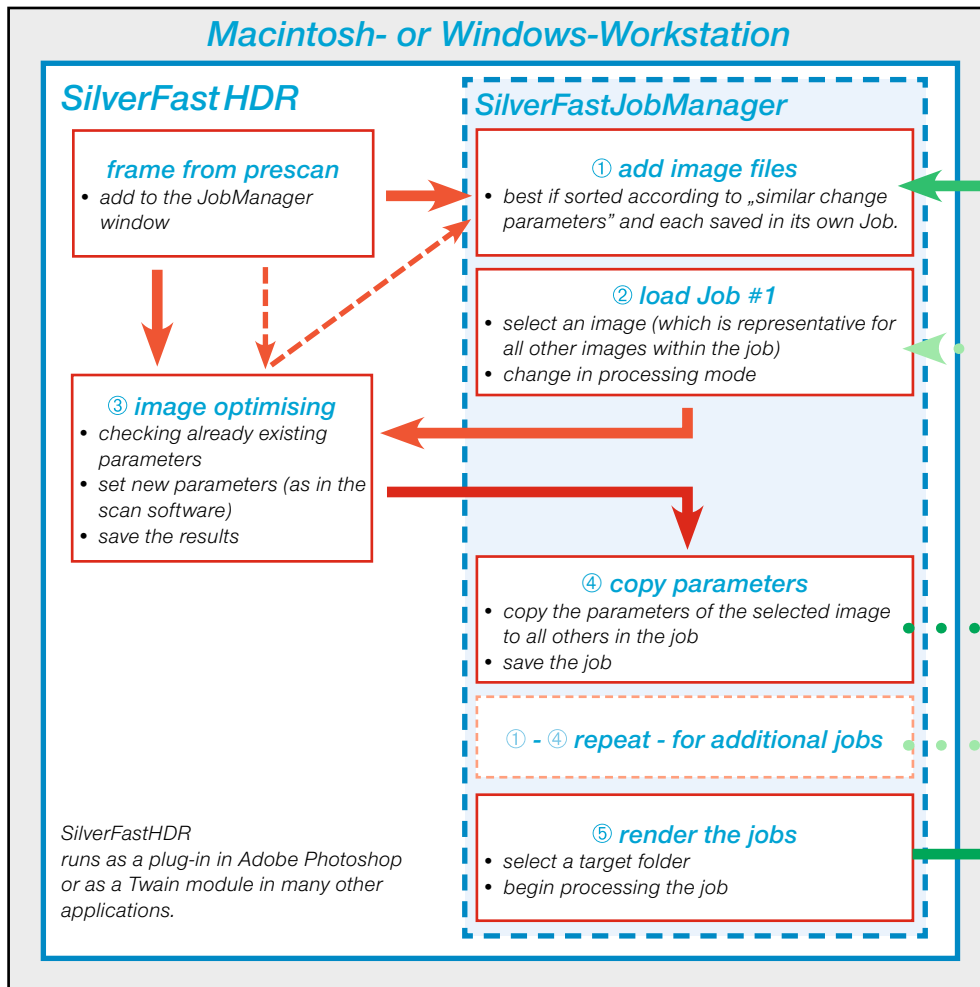 Macintosh- or Windows-Workstation
SilverFast HDR
frame from prescan
• add to the JobManager
window
③ image optimising
• checking already existing
parameters
• set new parameters (as in the
scan software)
• save the results
SilverFastHDR
runs as a plug-in in Adobe Photoshop
or as a Twain module in many other
applications.
SilverFastJobManager
① add image files
• best if sorted according to „similar change
parameters” and each saved in its own Job.
② load Job #1
• select an image (which is representative for
all other images within the job)
• change in processing mode
④ copy parameters
• copy the parameters of the selected image
to all others in the job
• save the job
① - ④ repeat - for additional jobs
⑤ render the jobs
• select a target folder
• begin processing the job